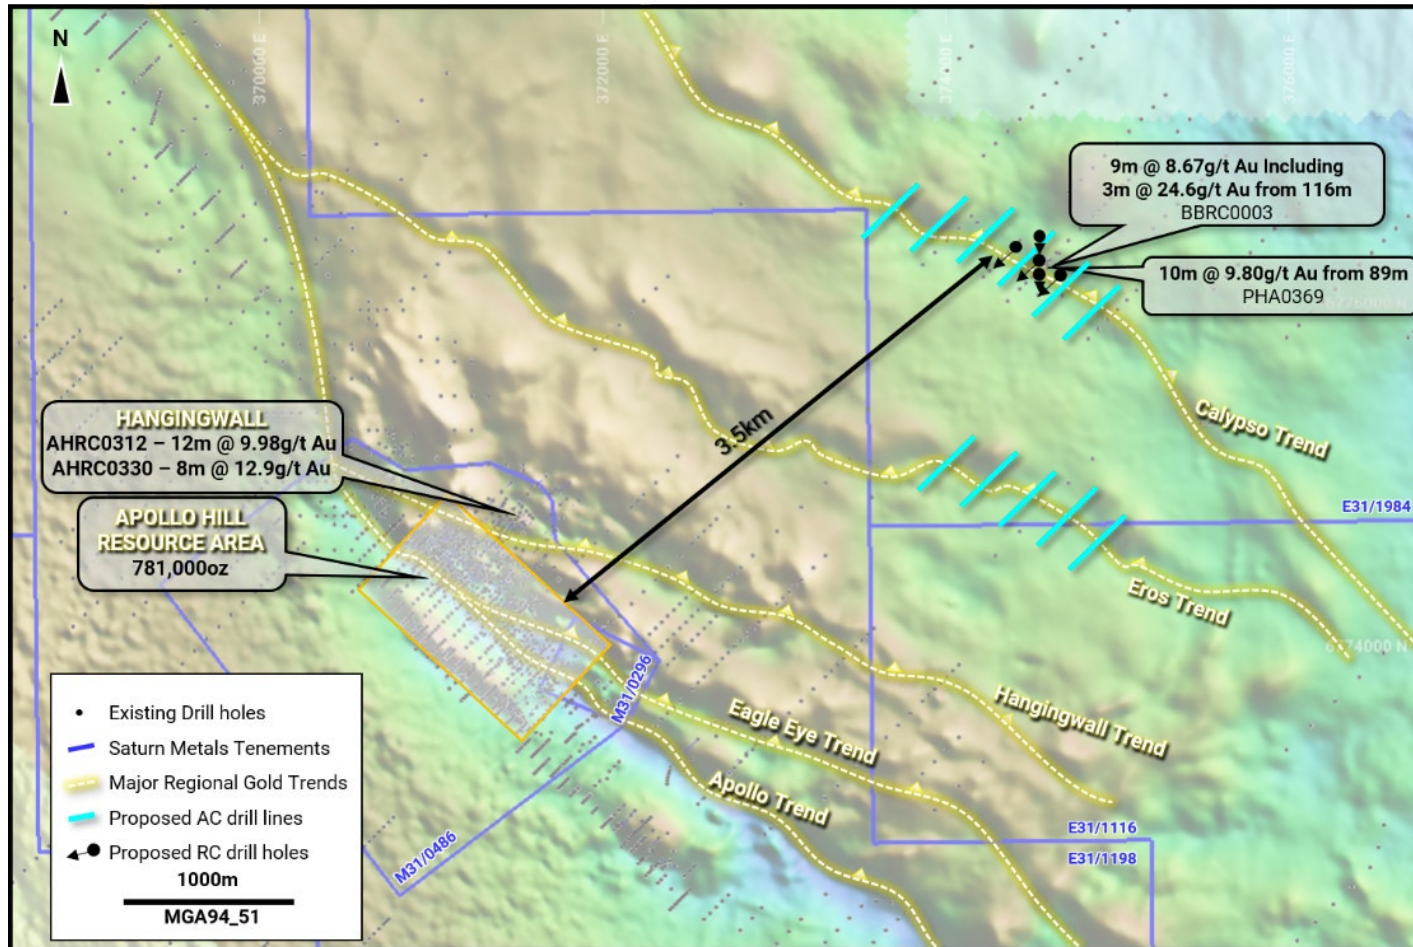 N
370000 E
372000 E
374000 E
376000 E
9m @ 8.67g/t Au Including
3m @ 24.6g/t Au from 116m
BBRC0003
10m @ 9.80g/t Au from 89m
PHA0369
3.5km
HANGINGWALL
AHRC0312 – 12m @ 9.98g/t Au
AHRC0330 – 8m @ 12.9g/t Au
APOLLO HILL
RESOURCE AREA
781,000oz
Calypso Trend
E31/1984
Eros Trend
6774000 N
M31/0296
Hangingwall Trend
Eagle Eye Trend
Apollo Trend
E31/1116
E31/1198
M31/0486
Existing Drill holes
Saturn Metals Tenements
Major Regional Gold Trends
Proposed AC drill lines
Proposed RC drill holes
1000m
MGA94_51